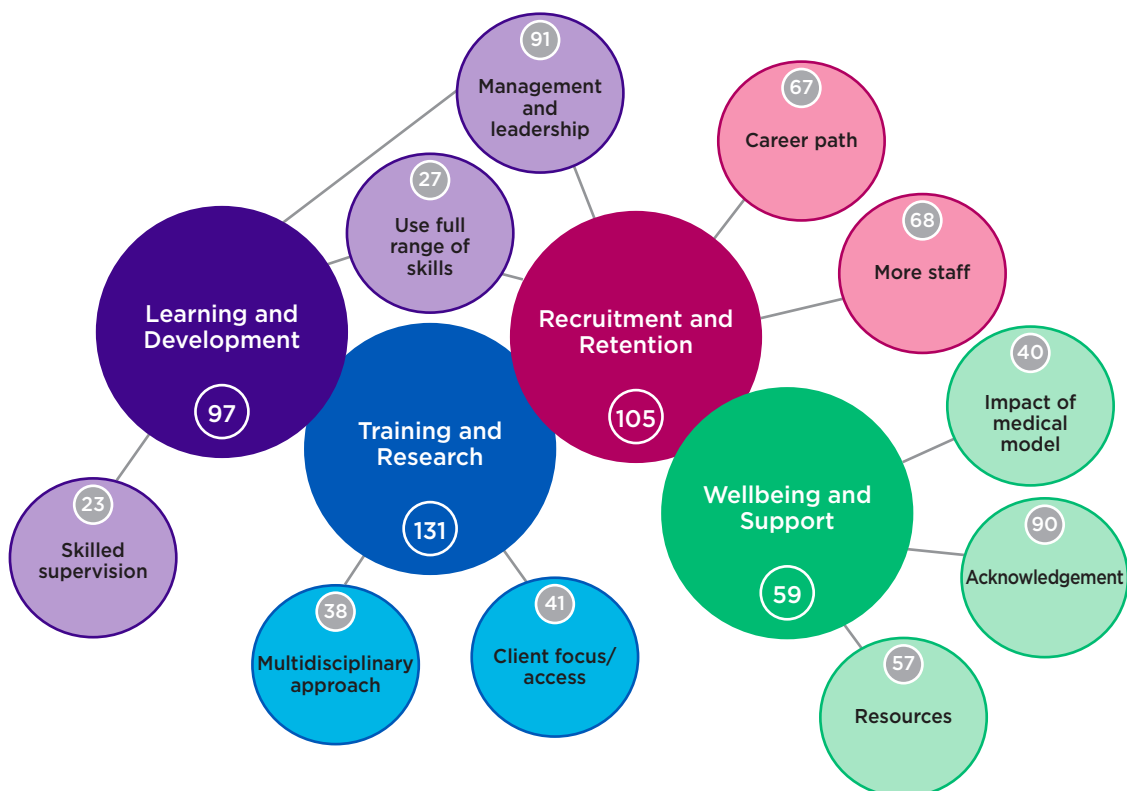 91
Management
and
leadership
67
Career path
27
Use full
range of
skills
68
More staff
Learning and
Development
97
Recruitment and
Retention
105
40
Impact of
medical
model
Training and
Research
131
Wellbeing and
Support
59
23
Skilled
supervision
90
Acknowledgement
38
Multidisciplinary
approach
41
Client focus/
access
57
Resources